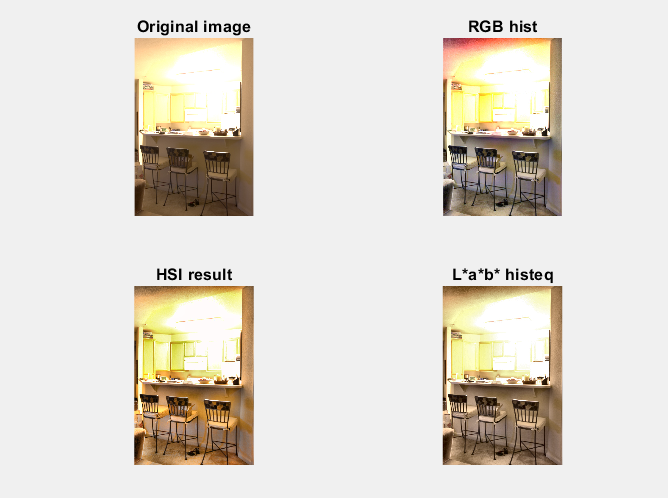 Original image
RGB hist
HSI result
L*a*b* histeq